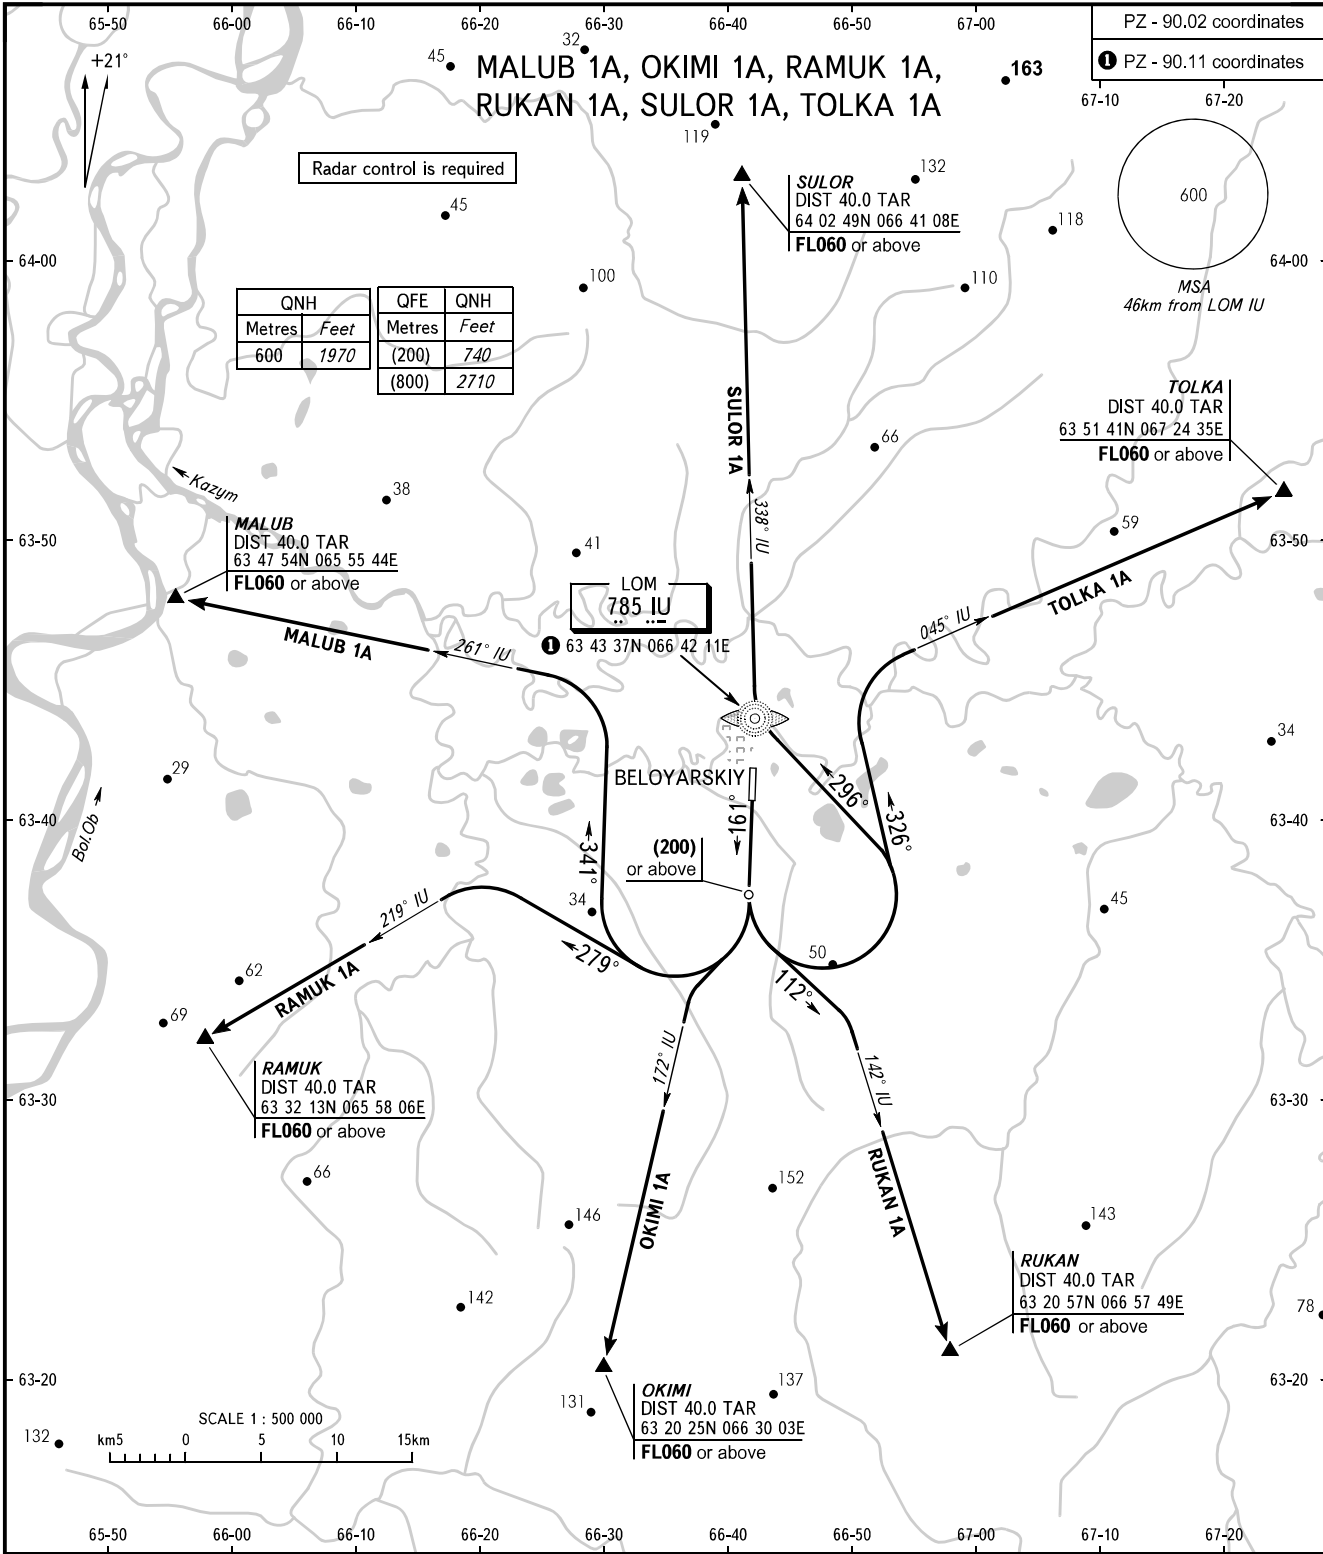 65-50 66-00 66-10 66-20 66-30 66-40 66-50 67-00
PZ - 90.02 coordinates
1 PZ - 90.11 coordinates
67-10 67-20
+21°
MALUB 1A, OKIMI 1A, RAMUK 1A,
RUKAN 1A, SULOR 1A, TOLKA 1A
45
32
163
119
Radar control is required
45
SULOR
DIST 40.0 TAR
64 02 49N 066 41 08E
FL060 or above
132
118
600
MSA
46km from LOM IU
64-00
64-00
100
110
QNH
Metres Feet
600 1970
QFE QNH
Metres Feet
(200) 740
(800) 2710
SULOR 1A
338° IU
66
TOLKA
DIST 40.0 TAR
63 51 41N 067 24 35E
FL060 or above
Kazym
38
41
59
63-50
63-50
MALUB
DIST 40.0 TAR
63 47 54N 065 55 44E
FL060 or above
MALUB 1A
261° IU
LOM
785 IU
1 63 43 37N 066 42 11E
045° IU
TOLKA 1A
34
29
BELOYARSKIY
161°
296°
326°
341°
Bol.Ob
63-40
63-40
(200)
or above
219° IU
34
279°
50
112°
45
62
69
RAMUK 1A
RAMUK
DIST 40.0 TAR
63 32 13N 065 58 06E
FL060 or above
172° IU
142° IU
63-30
63-30
66
146
152
143
OKIMI 1A
RUKAN 1A
142
RUKAN
DIST 40.0 TAR
63 20 57N 066 57 49E
FL060 or above
78
63-20
63-20
131
137
OKIMI
DIST 40.0 TAR
63 20 25N 066 30 03E
FL060 or above
132
SCALE 1 : 500 000
km5 0 5 10 15km
65-50 66-00 66-10 66-20 66-30 66-40 66-50 67-00 67-10 67-20